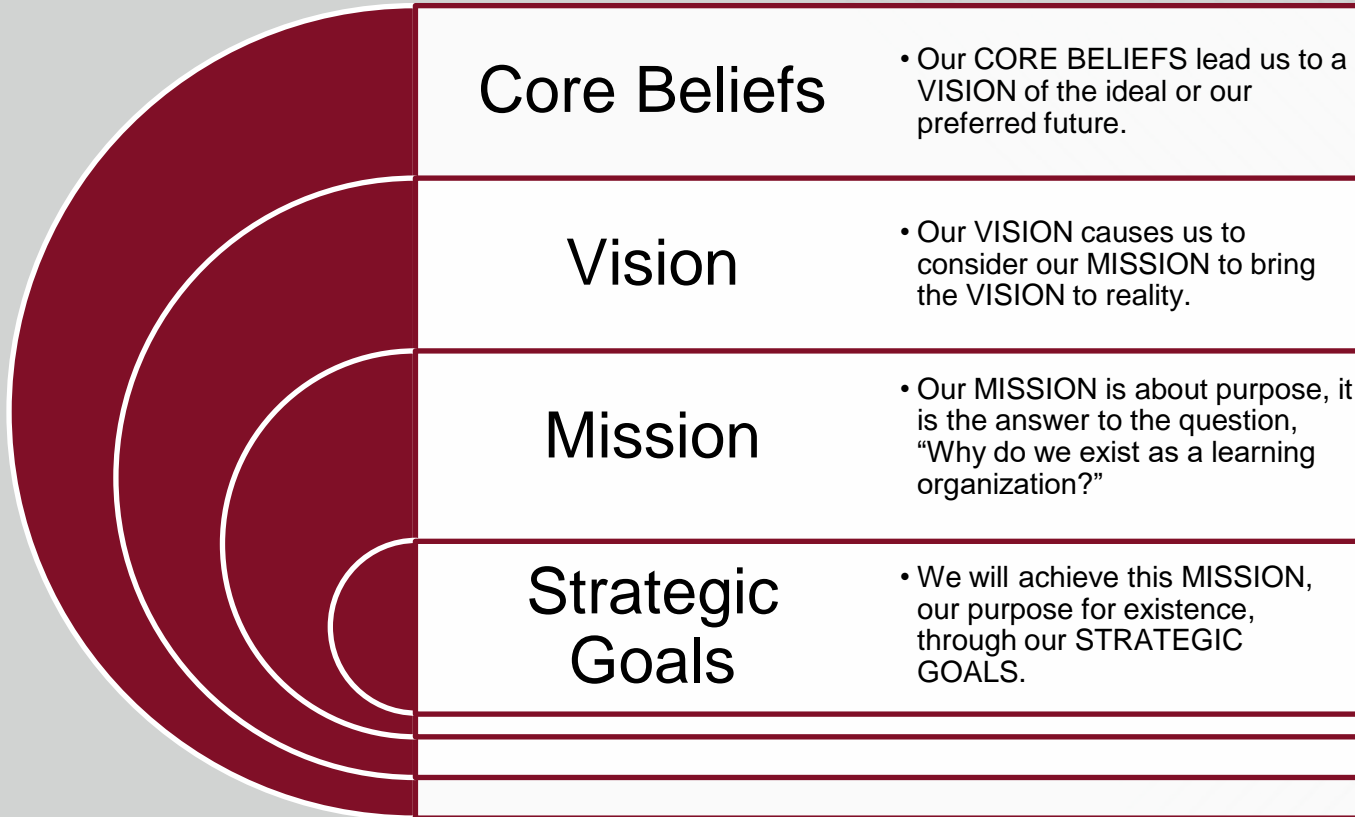 Core Beliefs
• Our CORE BELIEFS lead us to a
VISION of the ideal or our
preferred future.
Vision
• Our VISION causes us to
consider our MISSION to bring
the VISION to reality.
Mission
• Our MISSION is about purpose, it
is the answer to the question,
“Why do we exist as a learning
organization?”
Strategic
Goals
• We will achieve this MISSION,
our purpose for existence,
through our STRATEGIC
GOALS.